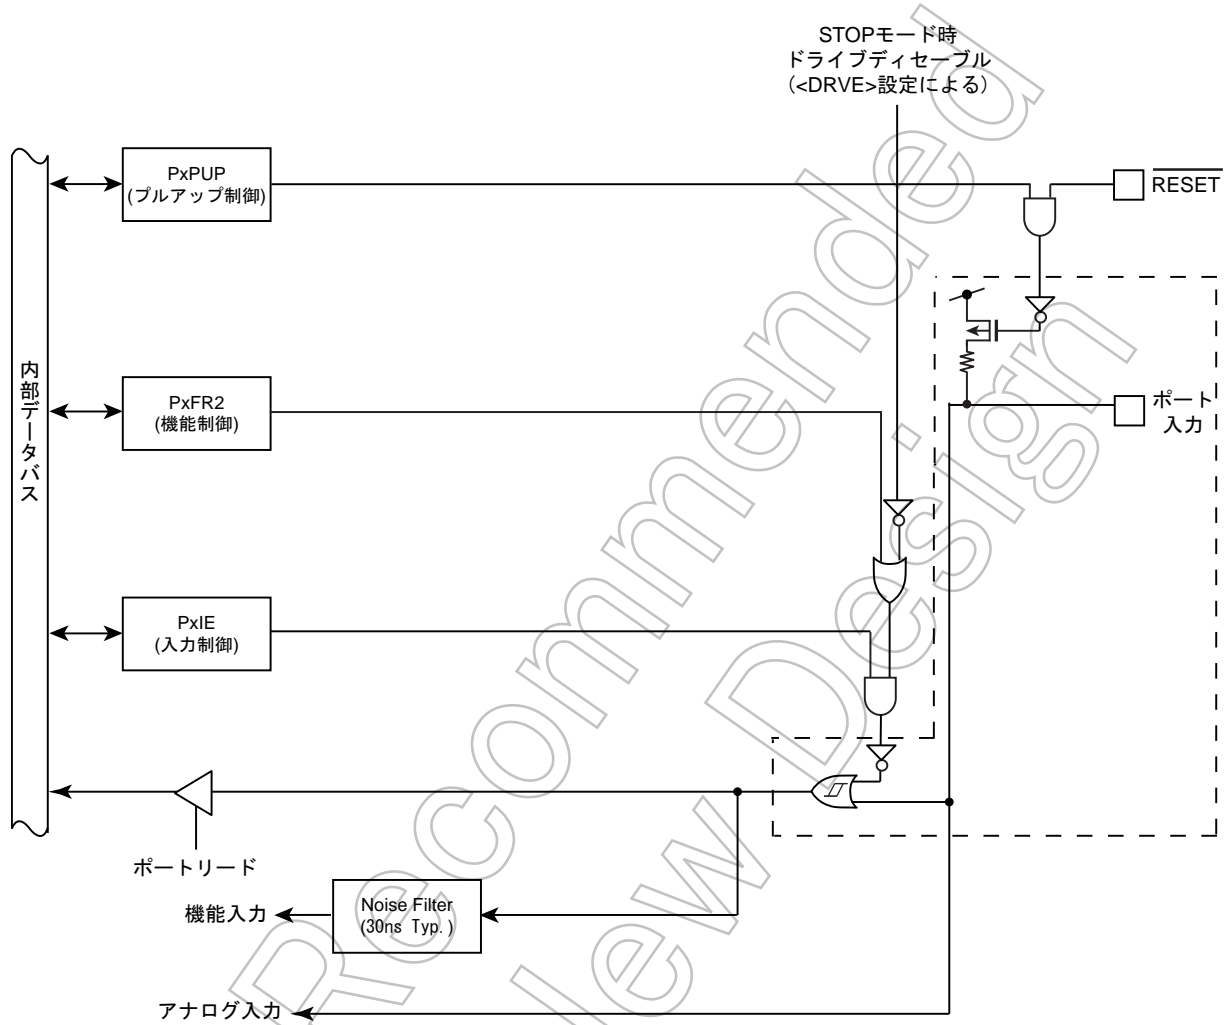 STOPモード時
ドライブディセーブル
(<DRVE>設定による)
PxPUP
(プルアップ制御)
RESET
内部データバス
PxFR2
(機能制御)
ポート
入力
PxIE
(入力制御)
ポートリード
機能入力
Noise Filter
(30ns Typ.)
アナログ入力
Recommended
New Design